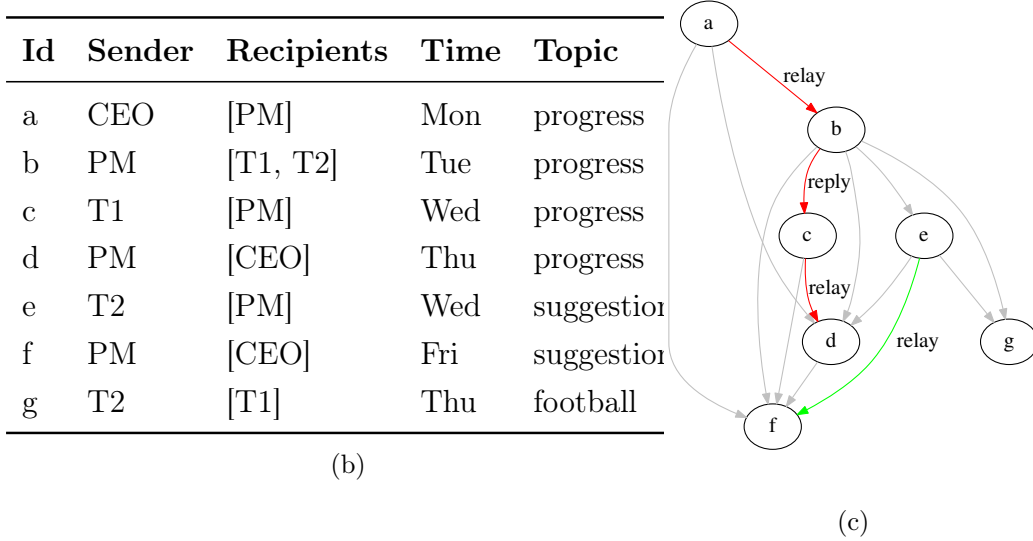 Id Sender Recipients Time Topic
a CEO [PM] Mon progress
b PM [T1, T2] Tue progress
c T1 [PM] Wed progress
d PM [CEO] Thu progress
e T2 [PM] Wed suggestion
f PM [CEO] Fri suggestion
g T2 [T1] Thu football
(b)
a
relay
b
reply
c
e
relay
d
relay
g
f
(c)